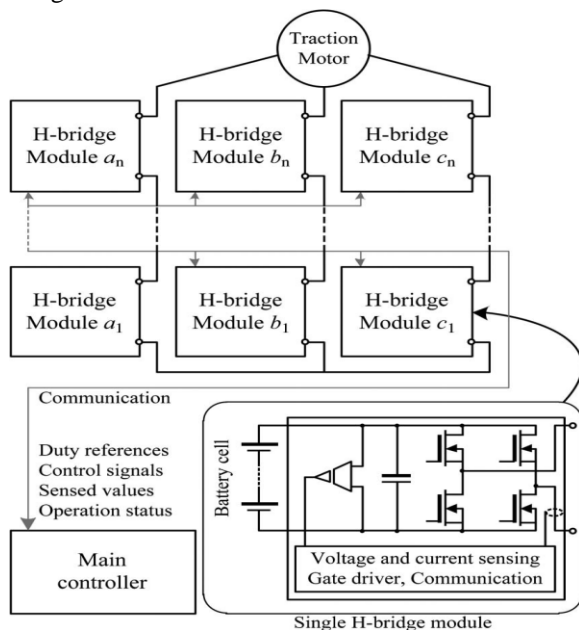 Traction
Motor
H-bridge
Module an
H-bridge
Module bn
H-bridge
Module cn
H-bridge
Module a1
H-bridge
Module b1
H-bridge
Module c1
Communication
Duty references
Control signals
Sensed values
Operation status
Main
controller
Battery cell
Voltage and current sensing
Gate driver, Communication
Single H-bridge module